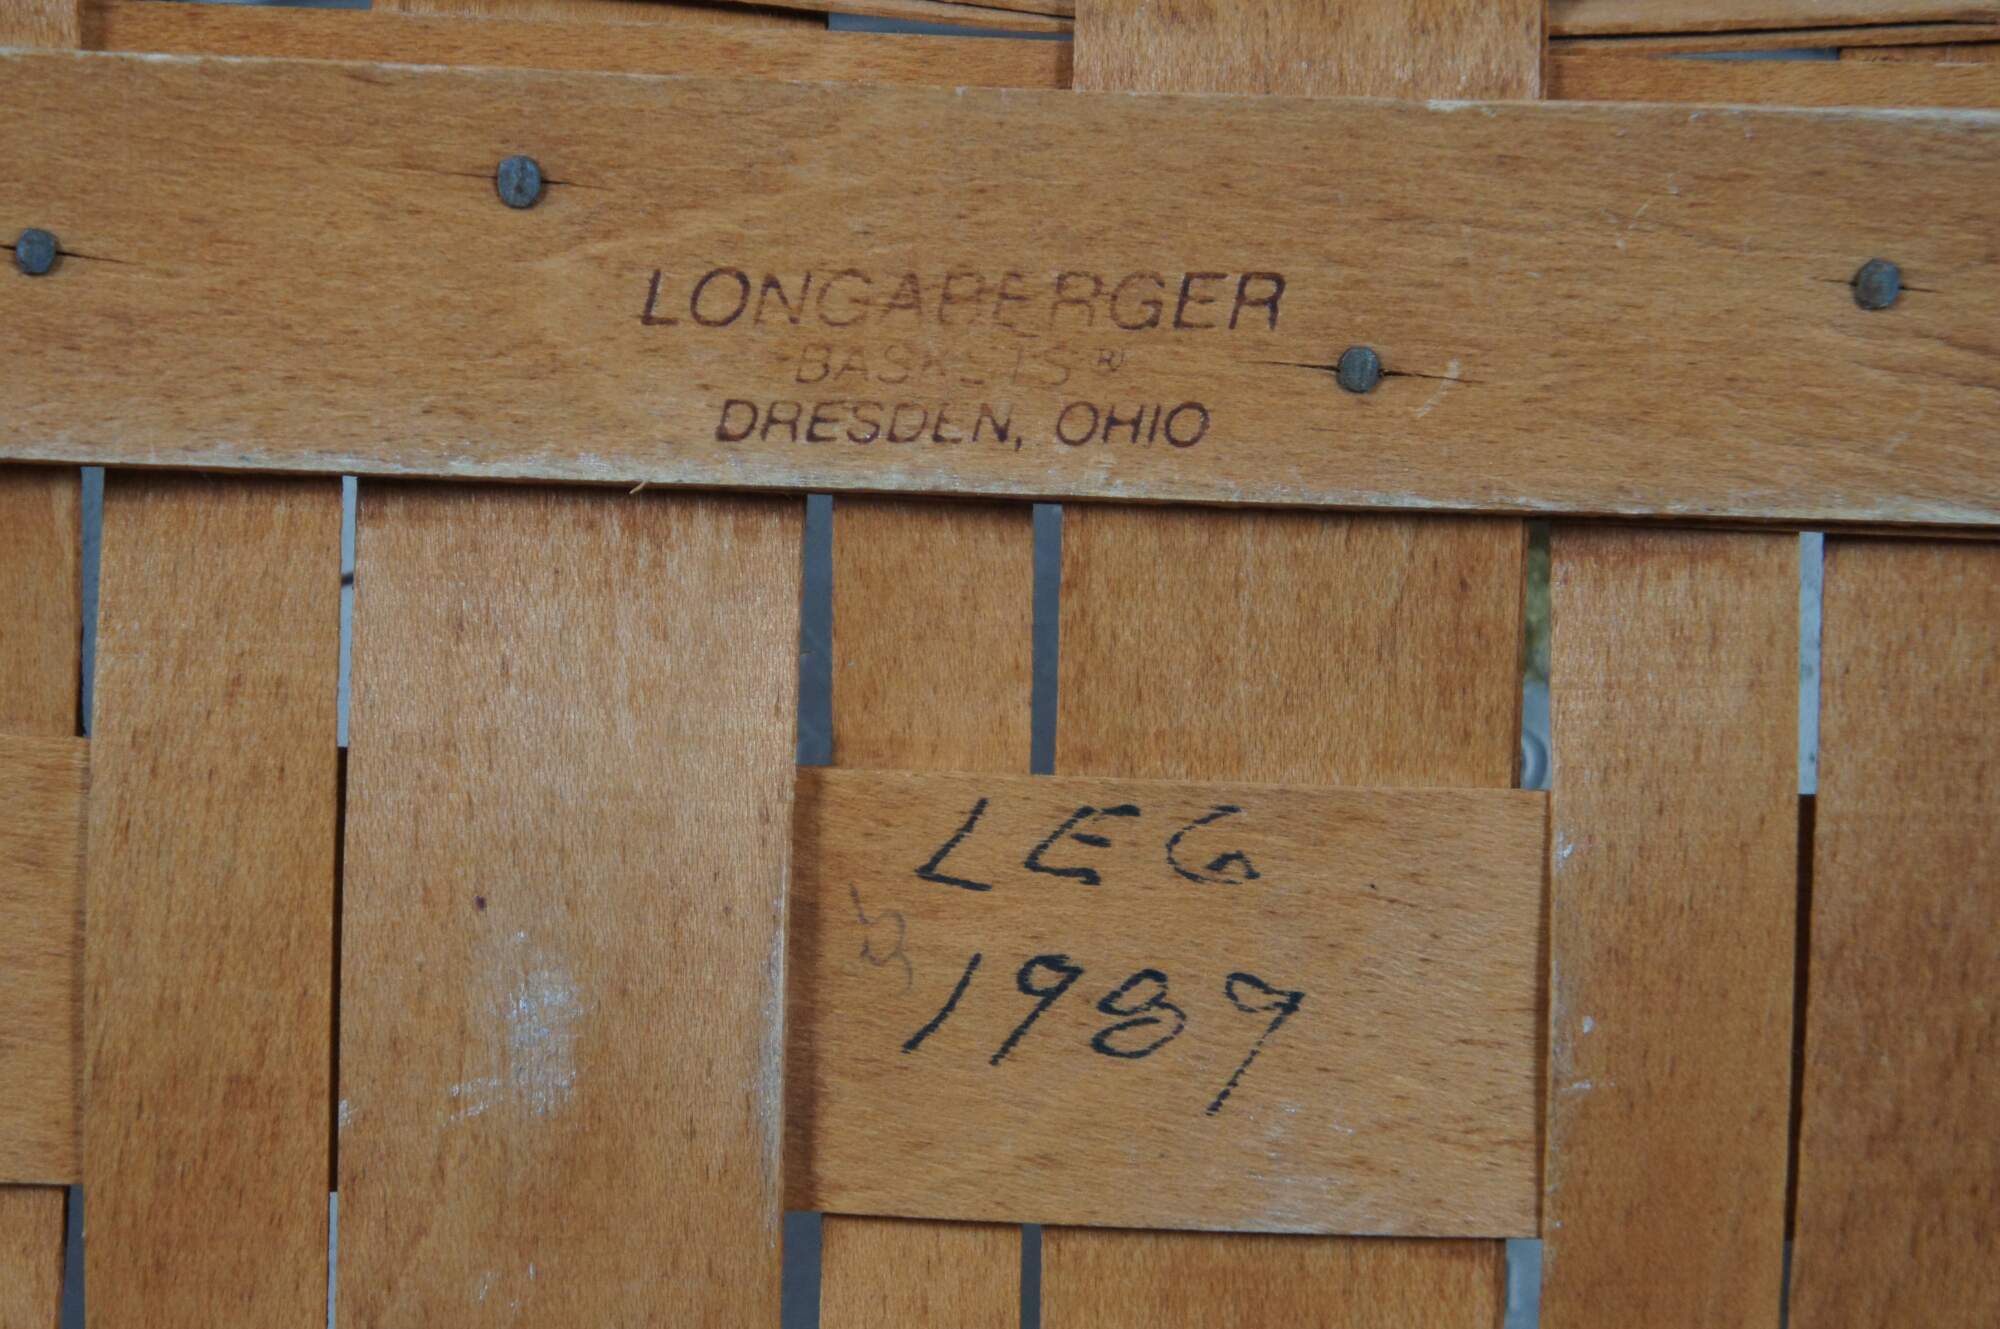 LONGABERGER
BASKETS®
DRESDEN, OHIO
LEG
1989